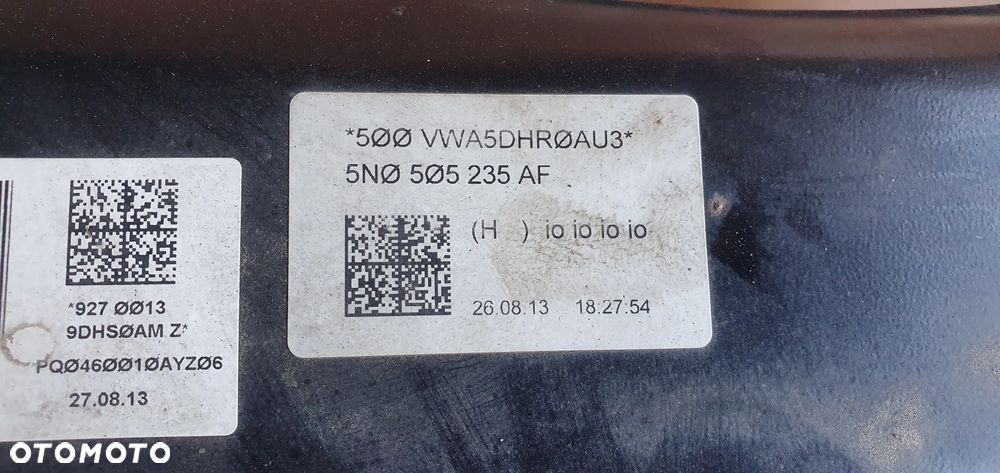 *5ØØ VWA5DHRØAU3*
5NØ 5Ø5 235 AF
(H ) io io io io
26.08.13 18:27:54
*927 ØØ13
9DHSØAM Z*
PQØ46ØØ1ØAYZØ6
27.08.13
OTOMOTO